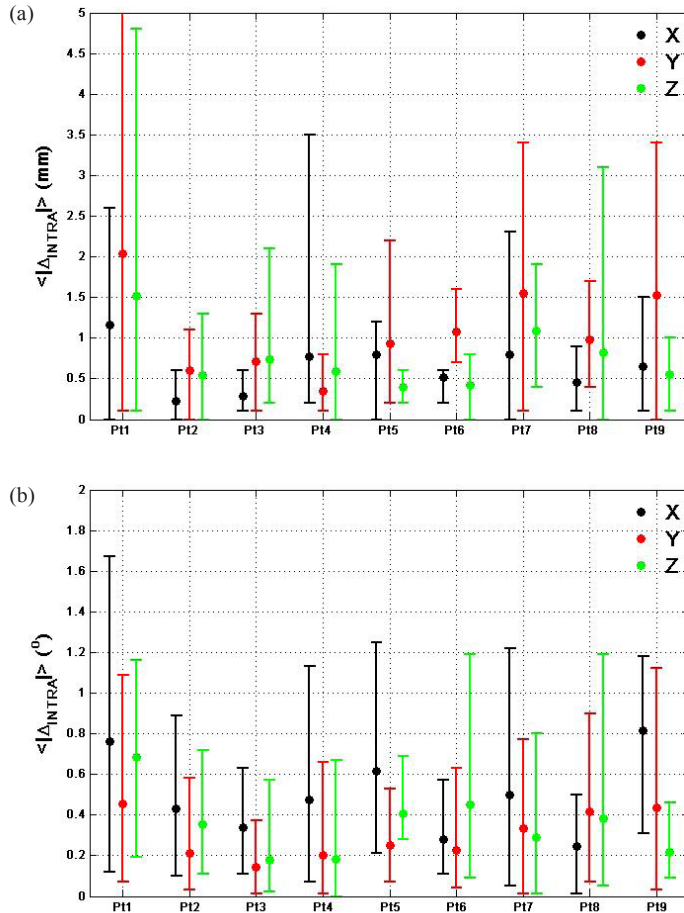 (a)
5
4.5
4
3.5
3
2.5
2
1.5
1
0.5
0
<|Δ_INTRA|> (mm)
X
Y
Z
Pt1 Pt2 Pt3 Pt4 Pt5 Pt6 Pt7 Pt8 Pt9
(b)
2
1.8
1.6
1.4
1.2
1
0.8
0.6
0.4
0.2
0
<|Δ_INTRA|> (⁰)
X
Y
Z
Pt1 Pt2 Pt3 Pt4 Pt5 Pt6 Pt7 Pt8 Pt9